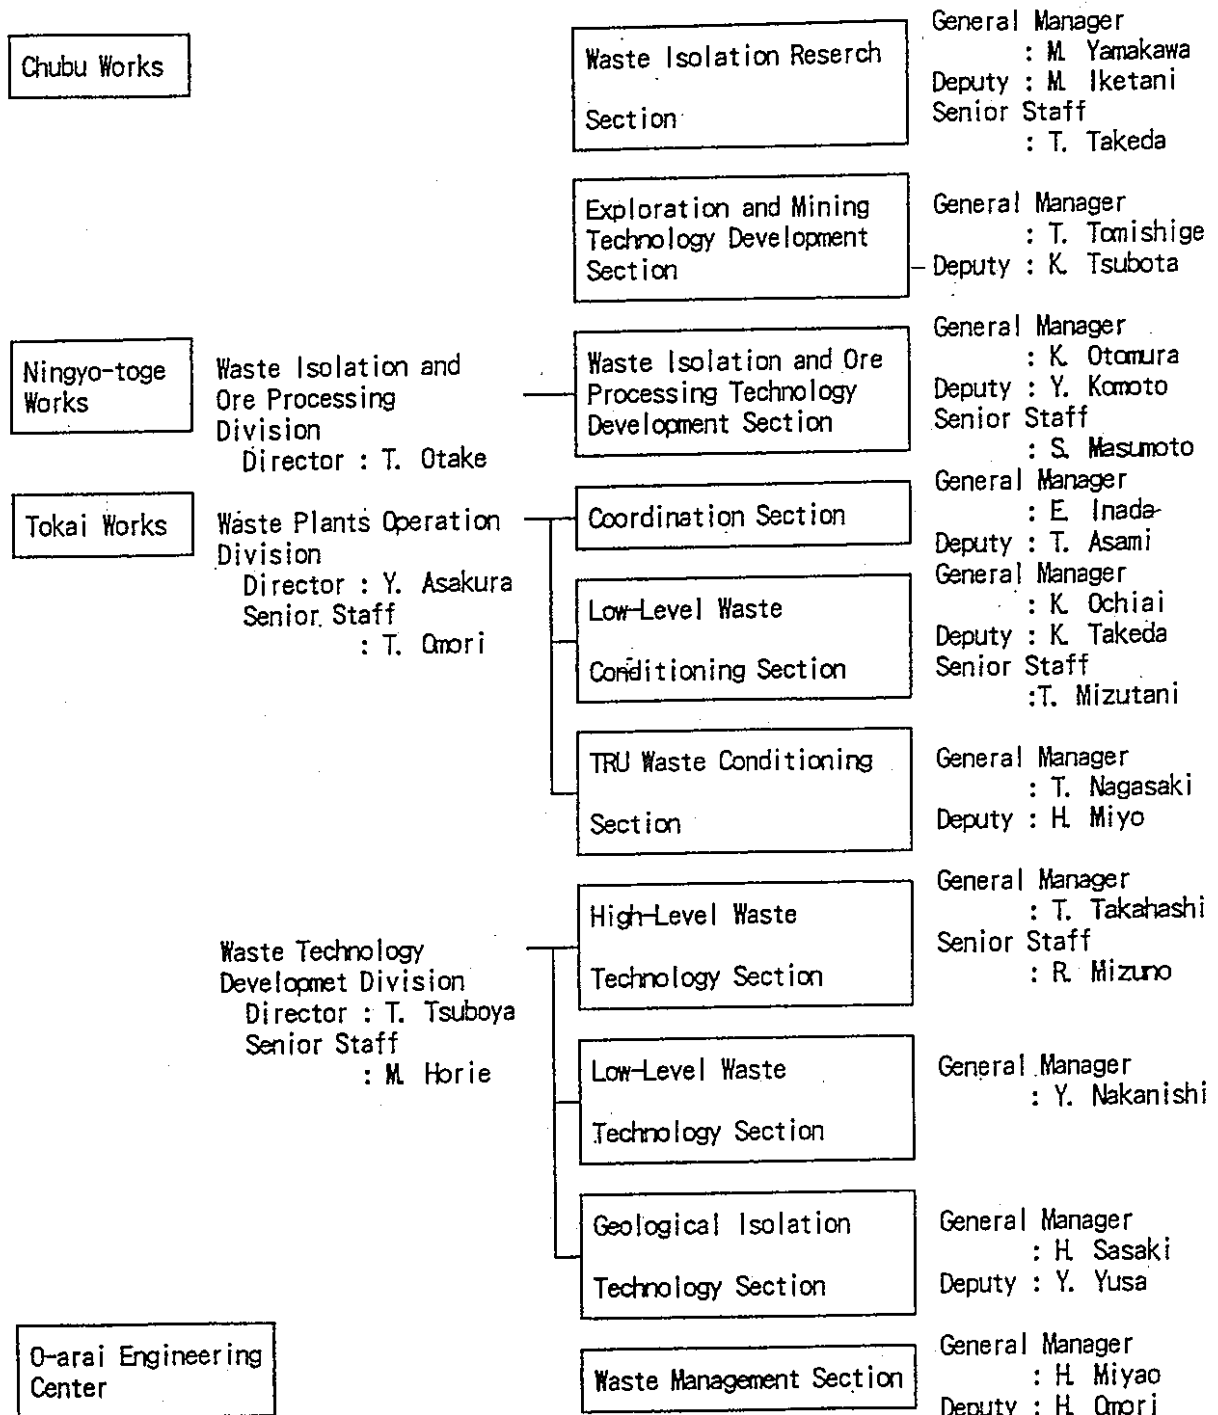 Chubu Works
Waste Isolation Reserch
Section
General Manager
: M. Yamakawa
Deputy : M. Iketani
Senior Staff
: T. Takeda
Exploration and Mining
Technology Development
Section
General Manager
: T. Tomishige
Deputy : K. Tsubota
Ningyo-toge
Works
Waste Isolation and
Ore Processing
Division
Director : T. Otake
Waste Isolation and Ore
Processing Technology
Development Section
General Manager
: K. Otomura
Deputy : Y. Komoto
Senior Staff
: S. Masumoto
Tokai Works
Waste Plants Operation
Division
Director : Y. Asakura
Senior Staff
: T. Omori
Coordination Section
General Manager
: E. Inada
Deputy : T. Asami
Low-Level Waste
Conditioning Section
General Manager
: K. Ochiai
Deputy : K. Takeda
Senior Staff
:T. Mizutani
TRU Waste Conditioning
Section
General Manager
: T. Nagasaki
Deputy : H. Miyo
Waste Technology
Developmet Division
Director : T. Tsuboya
Senior Staff
: M. Horie
High-Level Waste
Technology Section
General Manager
: T. Takahashi
Senior Staff
: R. Mizuno
Low-Level Waste
Technology Section
General Manager
: Y. Nakanishi
Geological Isolation
Technology Section
General Manager
: H. Sasaki
Deputy : Y. Yusa
O-arai Engineering
Center
Waste Management Section
General Manager
: H. Miyao
Deputy : H. Omori